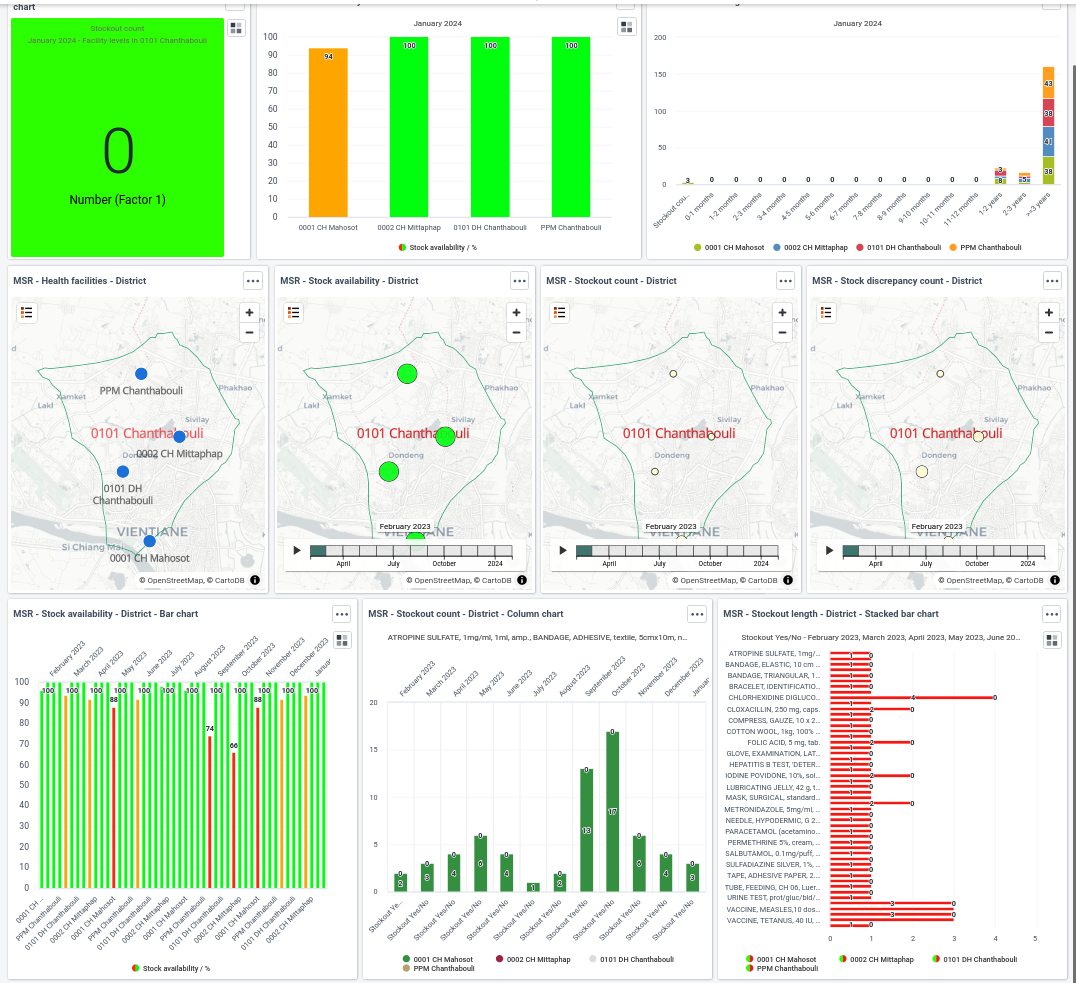 chart
Stockout count
January 2024 - Facility levels in 0101 Chanthabouli
0
Number (Factor 1)
January 2024
100
90
80
70
60
50
40
30
20
10
0
94
100
100
100
0001 CH Mahosot
0002 CH Mittaphap
0101 DH Chanthabouli
PPM Chanthabouli
Stock availability / %
January 2024
200
150
100
50
0
3
0
0
0
0
0
0
0
0
0
0
0
0
3
8
5
43
38
41
38
Stockout cou...
0-1 months
1-2 months
2-3 months
3-4 months
4-5 months
5-6 months
6-7 months
7-8 months
8-9 months
9-10 months
10-11 months
11-12 months
1-2 years
2-3 years
>=3 years
0001 CH Mahosot
0002 CH Mittaphap
0101 DH Chanthabouli
PPM Chanthabouli
MSR - Health facilities - District
PPM Chanthabouli
Phakhao
Xamket
Lakl
Sivilay
0101 Chanthabouli
0002 CH Mittaphap
Dondeng
0101 DH
Chanthabouli
VIENTIANE
Si Chiang Mai
0001 CH Mahosot
© OpenStreetMap, © CartoDB
MSR - Stock availability - District
Phakhao
Xamket
Lakl
Sivilay
0101 Chanthabouli
Dondeng
February 2023
VIENTIANE
April
July
October
2024
© OpenStreetMap, © CartoDB
MSR - Stockout count - District
Phakhao
Xamket
Lakl
Sivilay
0101 Chanthabouli
Dondeng
February 2023
VIENTIANE
April
July
October
2024
© OpenStreetMap, © CartoDB
MSR - Stock discrepancy count - District
Phakhao
Xamket
Lakl
Sivilay
0101 Chanthabouli
Dondeng
February 2023
VIENTIANE
April
July
October
2024
© OpenStreetMap, © CartoDB
MSR - Stock availability - District - Bar chart
February 2023
March 2023
April 2023
May 2023
June 2023
July 2023
August 2023
September 2023
October 2023
November 2023
December 2023
Januar
100
90
80
70
60
50
40
30
20
10
0
100
100
100
88
100
100
100
74
100
66
88
100
100
0001 CH ...
PPM Chanthabouli
0101 DH Chanthabouli
0002 CH Mittaphap
0001 CH Mahosot
PPM Chanthabouli
0101 DH Chanthabouli
0002 CH Mittaphap
0001 CH Mahosot
PPM Chanthabouli
0101 DH Chanthabouli
0002 CH Mittaphap
0001 CH Mahosot
PPM Chanthabouli
0101 DH Chanthabouli
0002 CH Mittaphap
Stock availability / %
MSR - Stockout count - District - Column chart
ATROPINE SULFATE, 1mg/ml, 1ml, amp., BANDAGE, ADHESIVE, textile, 5cmx10m, n...
February 2023
March 2023
April 2023
May 2023
June 2023
July 2023
August 2023
September 2023
October 2023
November 2023
December 2023
Januar
20
15
10
5
0
0
2
0
3
0
4
0
6
0
4
1
0
2
0
13
0
17
0
6
0
4
0
3
Stockout Ye...
Stockout Yes/No
Stockout Yes/No
Stockout Yes/No
Stockout Yes/No
Stockout Yes/No
Stockout Yes/No
Stockout Yes/No
Stockout Yes/No
Stockout Yes/No
Stockout Yes/No
Stockout Yes/No
0001 CH Mahosot
0002 CH Mittaphap
0101 DH Chanthabouli
PPM Chanthabouli
MSR - Stockout length - District - Stacked bar chart
Stockout Yes/No - February 2023, March 2023, April 2023, May 2023, June 20...
ATROPINE SULFATE, 1mg/...
BANDAGE, ELASTIC, 10 cm ...
BANDAGE, TRIANGULAR, 1...
BRACELET, IDENTIFICATIO...
CHLORHEXIDINE DIGLUCO...
CLOXACILLIN, 250 mg, caps.
COMPRESS, GAUZE, 10 x 2...
COTTON WOOL, 1kg, 100% ...
FOLIC ACID, 5 mg, tab.
GLOVE, EXAMINATION, LAT...
HEPATITIS B TEST, 'DETER...
IODINE POVIDONE, 10%, sol...
LUBRICATING JELLY, 42 g, t...
MASK, SURGICAL, standard...
METRONIDAZOLE, 5mg/ml, ...
NEEDLE, HYPODERMIC, G 2...
PARACETAMOL (acetamino...
PERMETHRINE 5%, cream, ...
SALBUTAMOL, 0.1mg/puff, ...
SULFADIAZINE SILVER, 1%, ...
TAPE, ADHESIVE PAPER, 2...
TUBE, FEEDING, CH 06, Luer...
URINE TEST, prot/gluc/bid/...
VACCINE, MEASLES,10 dos...
VACCINE, TETANUS, 40 IU, ...
0
1
2
3
4
5
0001 CH Mahosot
0002 CH Mittaphap
0101 DH Chanthabouli
PPM Chanthabouli